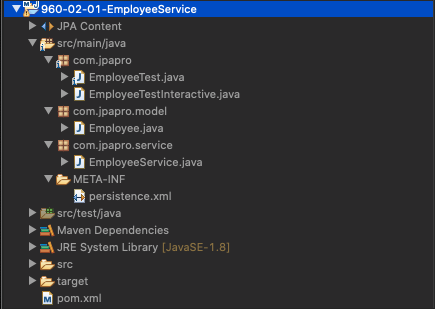 960-02-01-EmployeeService
JPA Content
src/main/java
com.jpapro
EmployeeTest.java
EmployeeTestInteractive.java
com.jpapro.model
Employee.java
com.jpapro.service
EmployeeService.java
META-INF
persistence.xml
src/test/java
Maven Dependencies
JRE System Library [JavaSE-1.8]
src
target
pom.xml